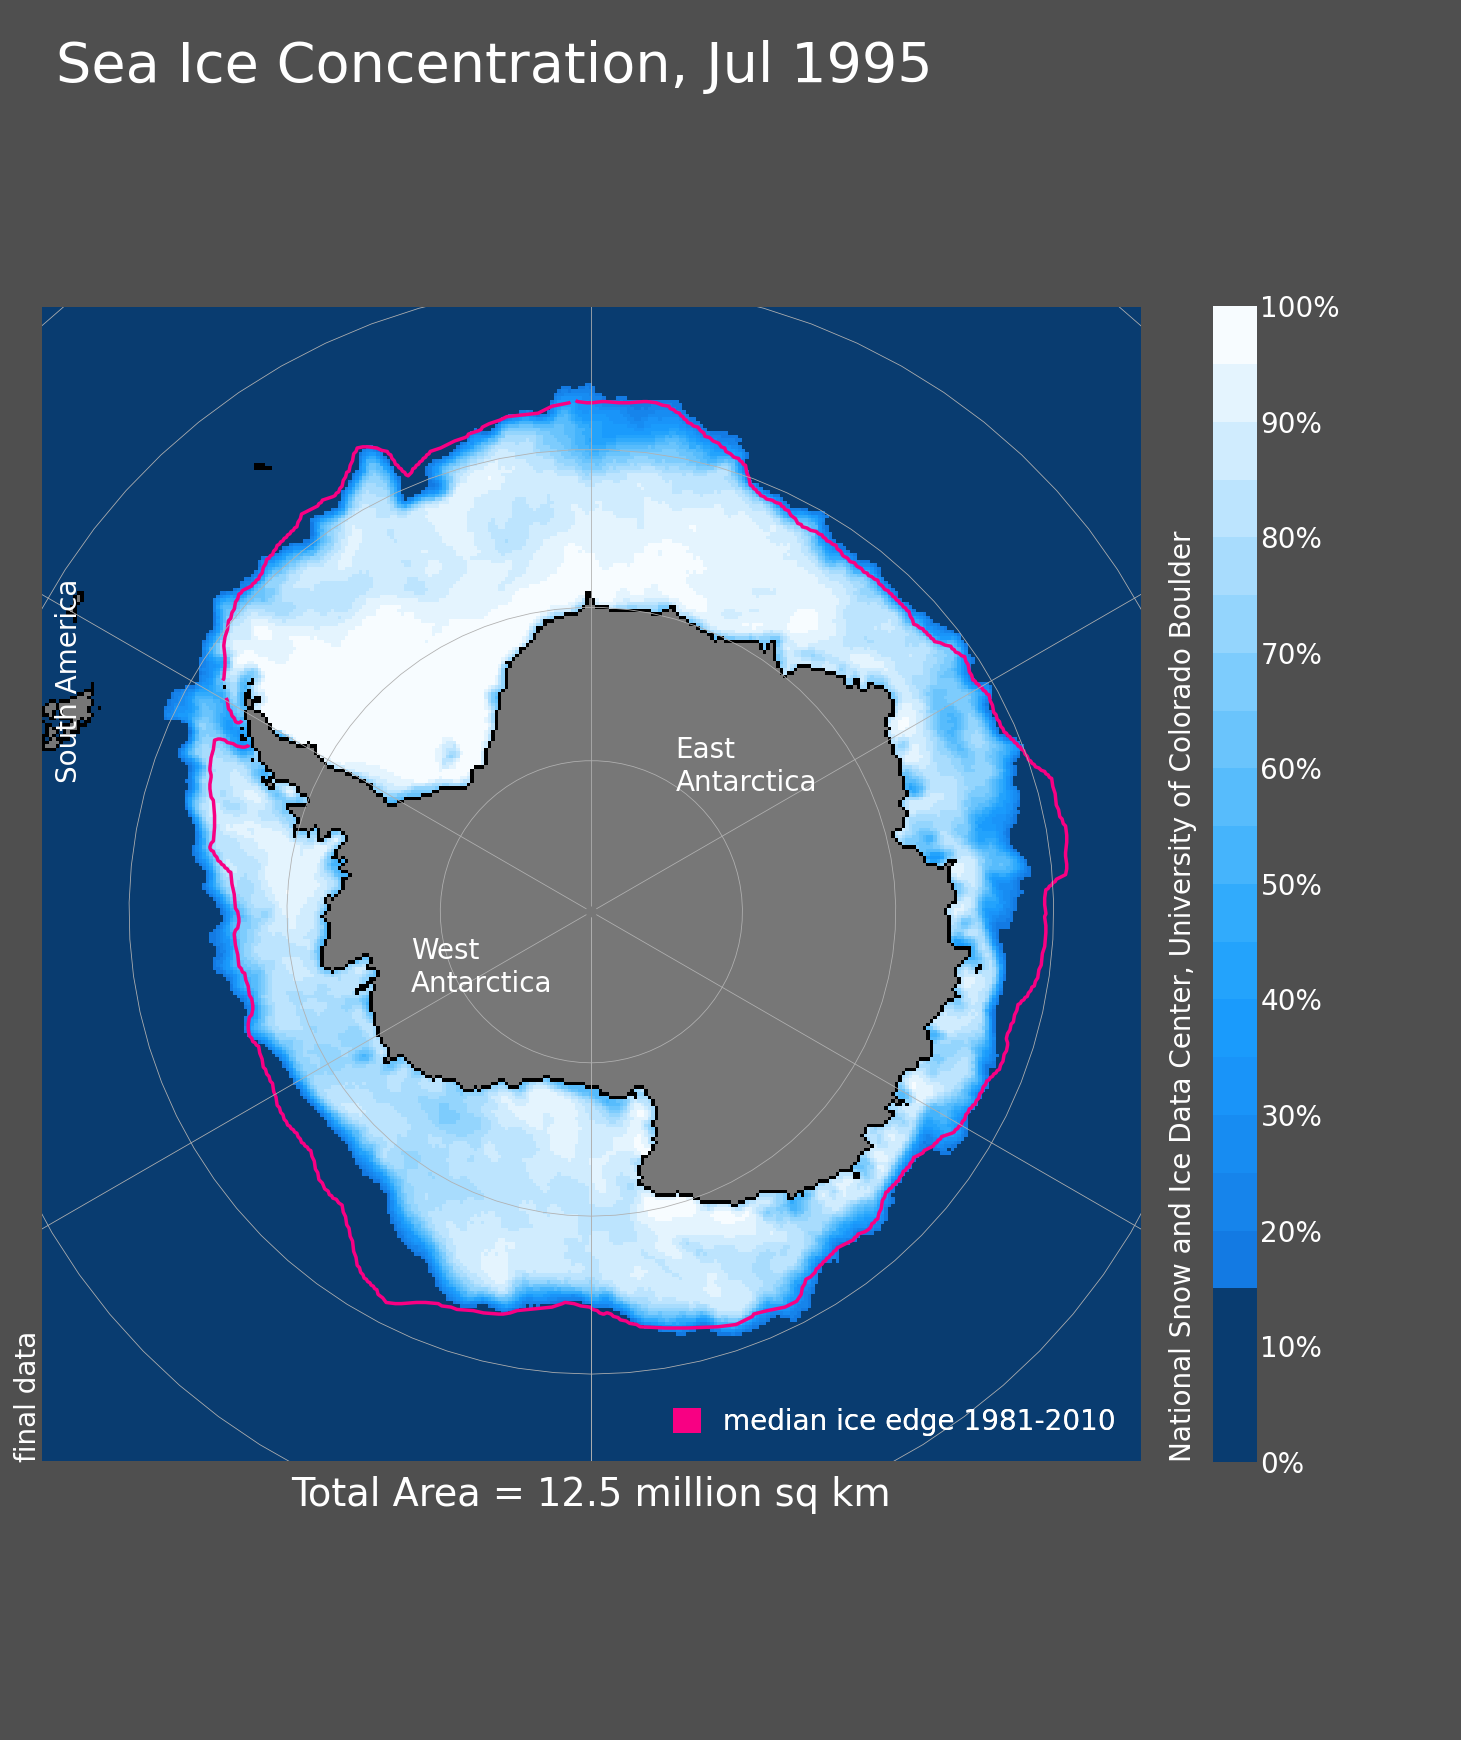 Sea Ice Concentration, Jul 1995
South America
East
Antarctica
West
Antarctica
median ice edge 1981-2010
final data
Total Area = 12.5 million sq km
National Snow and Ice Data Center, University of Colorado Boulder
100%
90%
80%
70%
60%
50%
40%
30%
20%
10%
0%